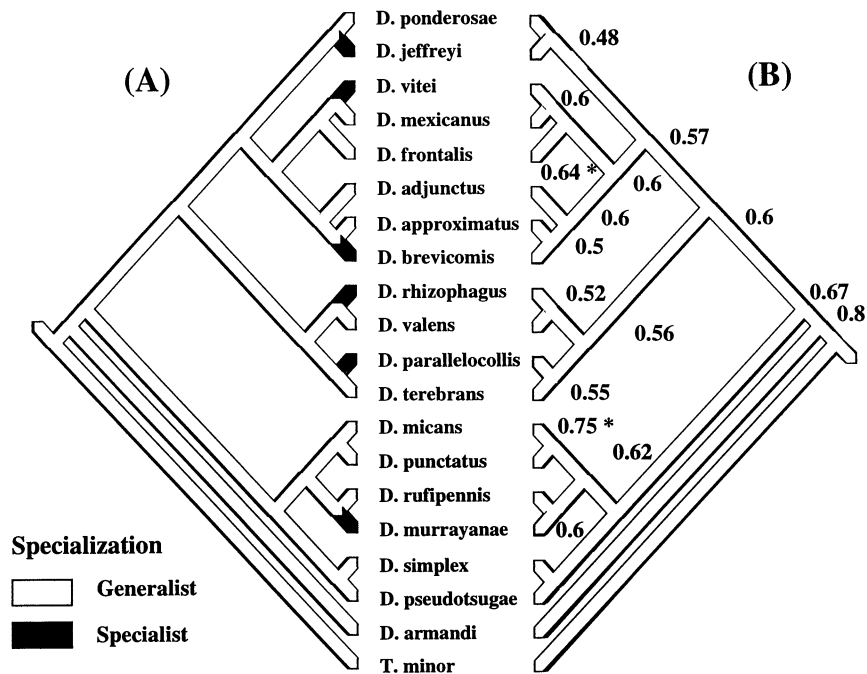 (A)
(B)
D. ponderosae
D. jeffreyi
D. vitei
D. mexicanus
D. frontalis
D. adjunctus
D. approximatus
D. brevicomis
D. rhizophagus
D. valens
D. parallelocollis
D. terebrans
D. micans
D. punctatus
D. rufipennis
D. murrayanae
D. simplex
D. pseudotsugae
D. armandi
T. minor
0.48
0.6
0.57
0.64 *
0.6
0.6
0.6
0.5
0.52
0.67
0.8
0.56
0.55
0.75 *
0.62
0.6
Specialization
Generalist
Specialist